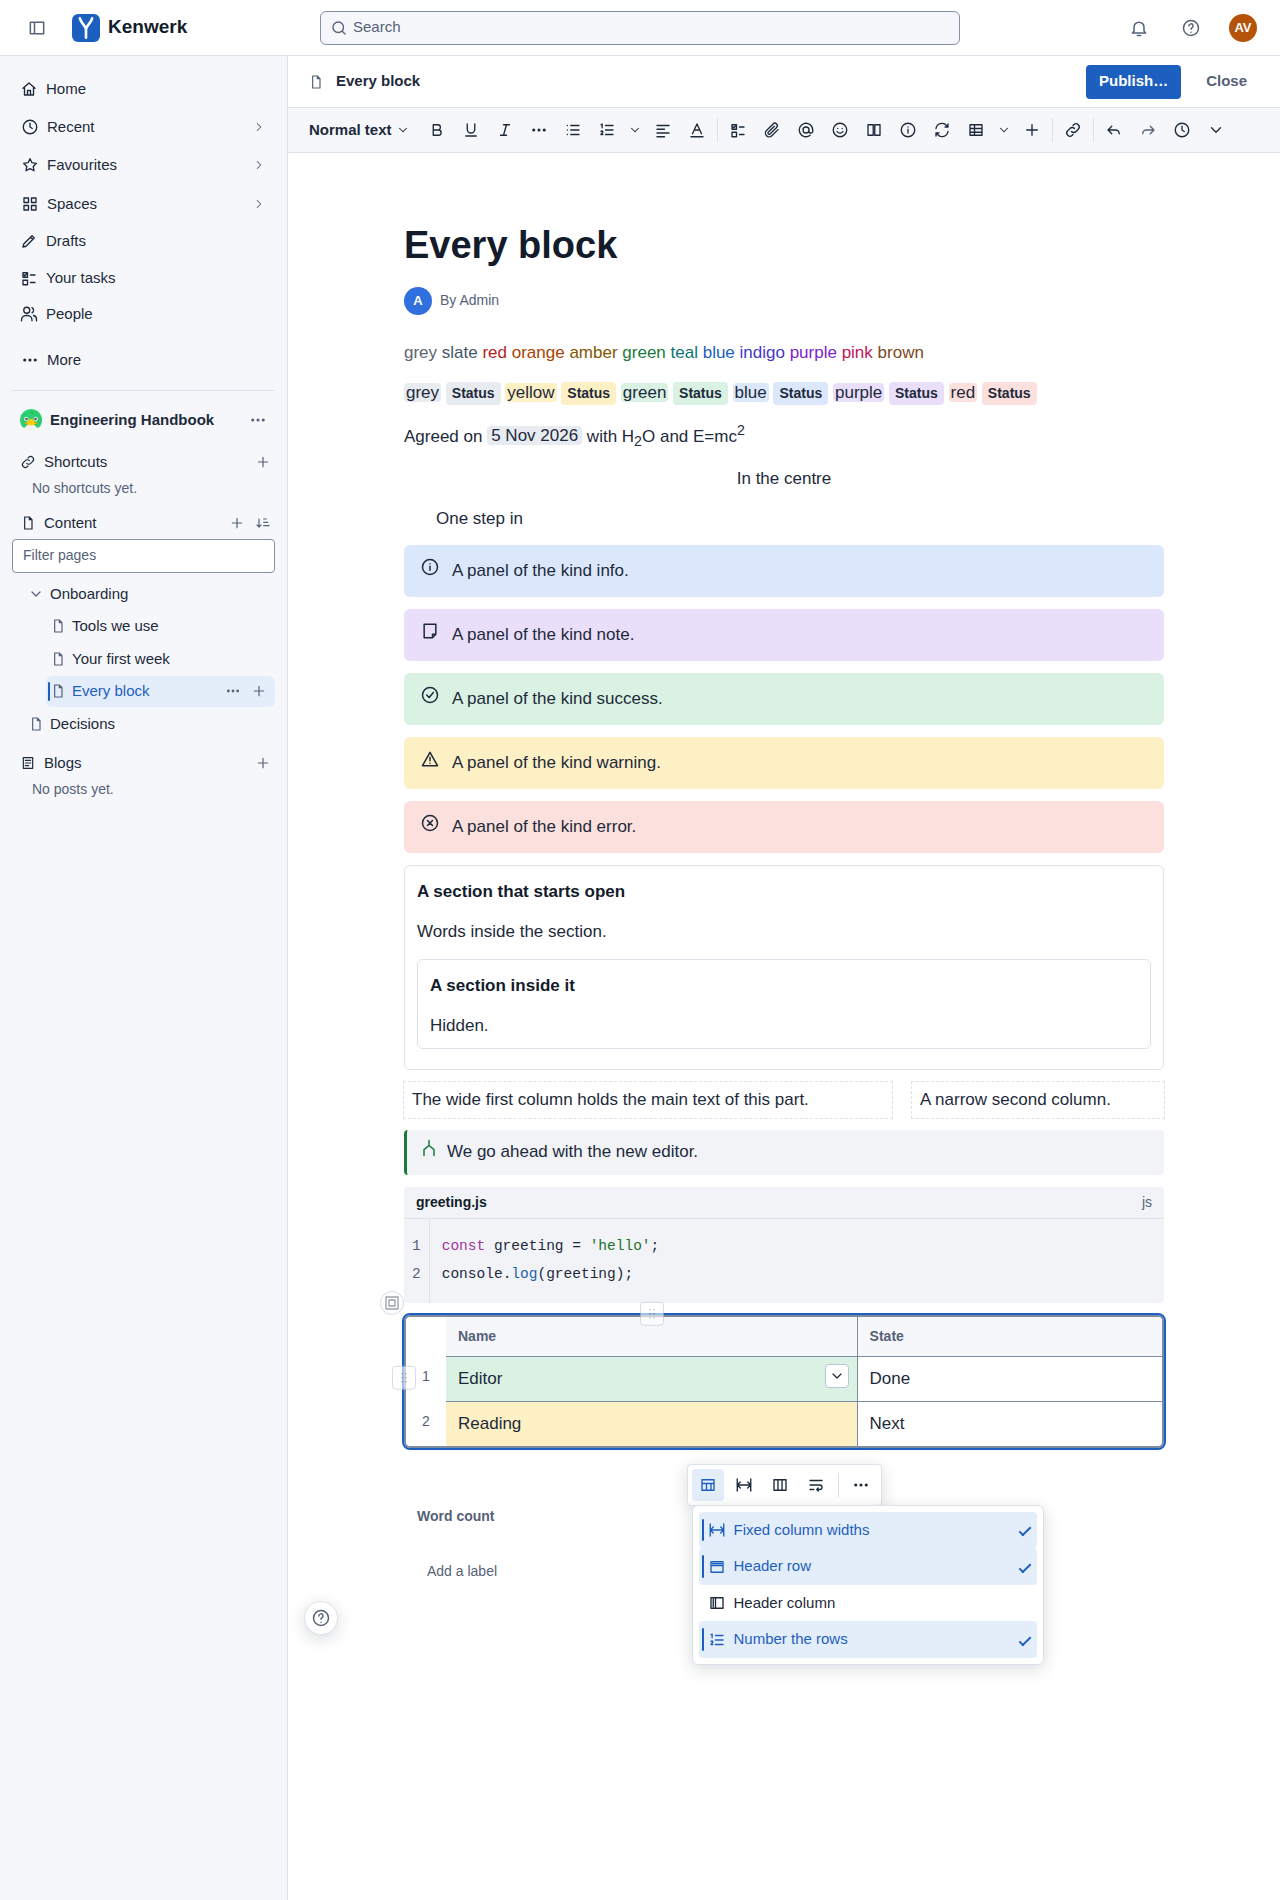 Kenwerk
Search
AV
Home
Recent
Favourites
Spaces
Drafts
Your tasks
People
More
Engineering Handbook
Shortcuts
No shortcuts yet.
Content
Filter pages
Onboarding
Tools we use
Your first week
Every block
Decisions
Blogs
No posts yet.
Every block
Publish…
Close
Normal text
Every block
A By Admin
grey slate red orange amber green teal blue indigo purple pink brown
grey Status yellow Status green Status blue Status purple Status red Status
Agreed on 5 Nov 2026 with H2O and E=mc2
In the centre
One step in
A panel of the kind info.
A panel of the kind note.
A panel of the kind success.
A panel of the kind warning.
A panel of the kind error.
A section that starts open
Words inside the section.
A section inside it
Hidden.
The wide first column holds the main text of this part.
A narrow second column.
We go ahead with the new editor.
greeting.js js
1 const greeting = 'hello';
2 console.log(greeting);
Name State
1 Editor Done
2 Reading Next
Word count
Add a label
Fixed column widths
Header row
Header column
Number the rows